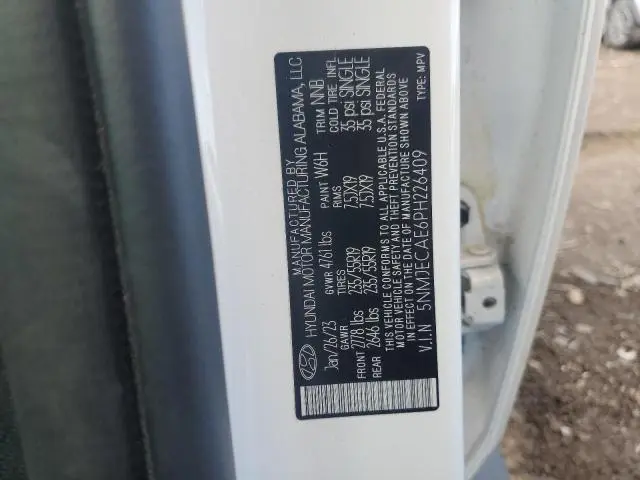 MANUFACTURED BY
HYUNDAI MOTOR MANUFACTURING ALABAMA, LLC
Jan/26/23 GVWR 4761 lbs PAINT W6H TRIM NNB
GAWR TIRES RIMS COLD TIRE INFL
FRONT 2778 lbs 235/55R19 7.5JX19 35 psi SINGLE
REAR 2646 lbs 235/55R19 7.5JX19 35 psi SINGLE
THIS VEHICLE CONFORMS TO ALL APPLICABLE U.S.A. FEDERAL
MOTOR VEHICLE SAFETY AND THEFT PREVENTION STANDARDS
IN EFFECT ON THE DATE OF MANUFACTURE SHOWN ABOVE
V.I.N 5NMJECAE6PH226409 TYPE: MPV